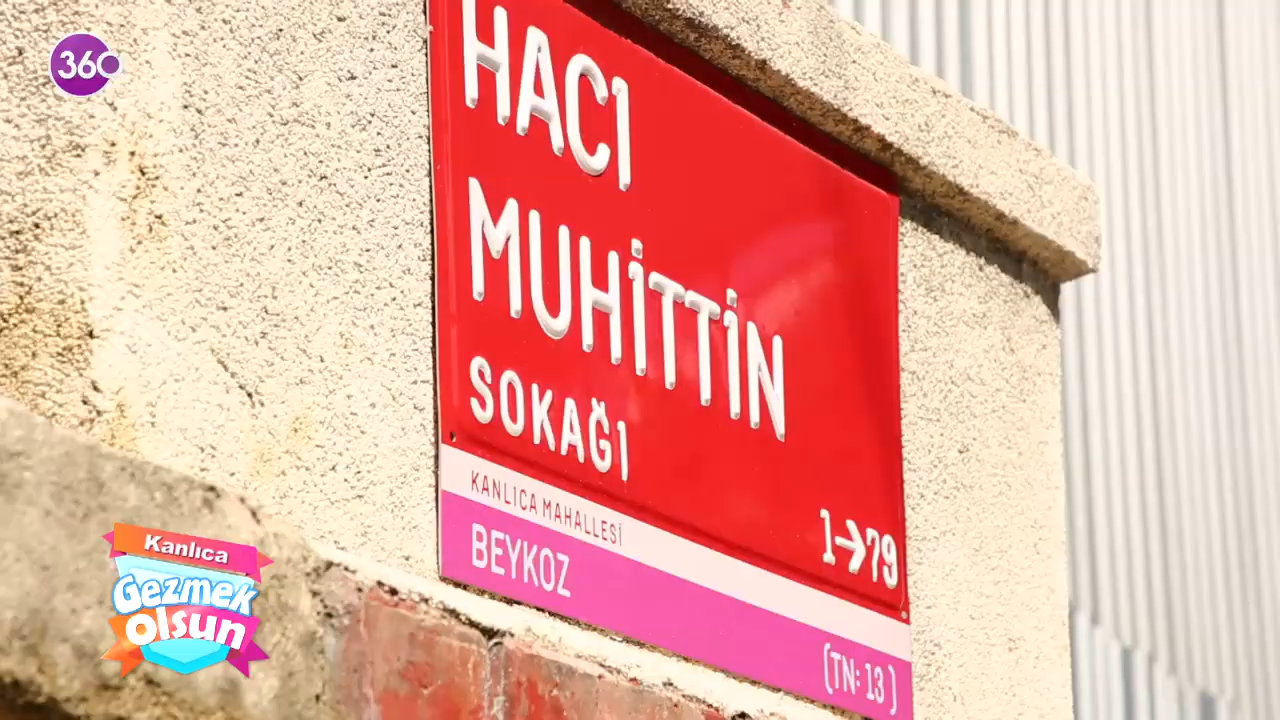 360
HACI
MUHİTTİN
SOKAĞI
1→79
KANLICA MAHALLESİ
BEYKOZ
(TN: 13)
Kanlıca
Gezmek
Olsun